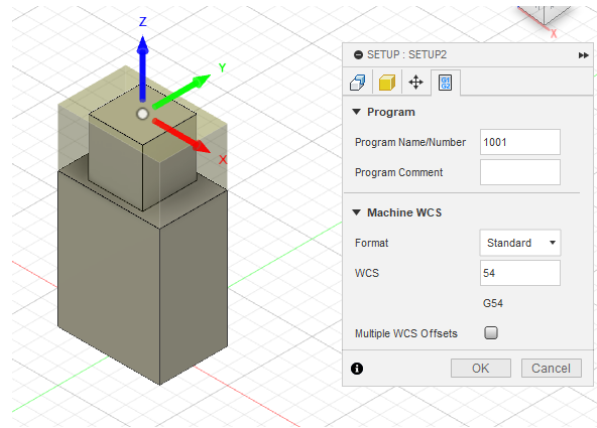 Z
Y
X
X
SETUP : SETUP2
Program
Program Name/Number 1001
Program Comment
Machine WCS
Format Standard
WCS 54
G54
Multiple WCS Offsets
OK Cancel